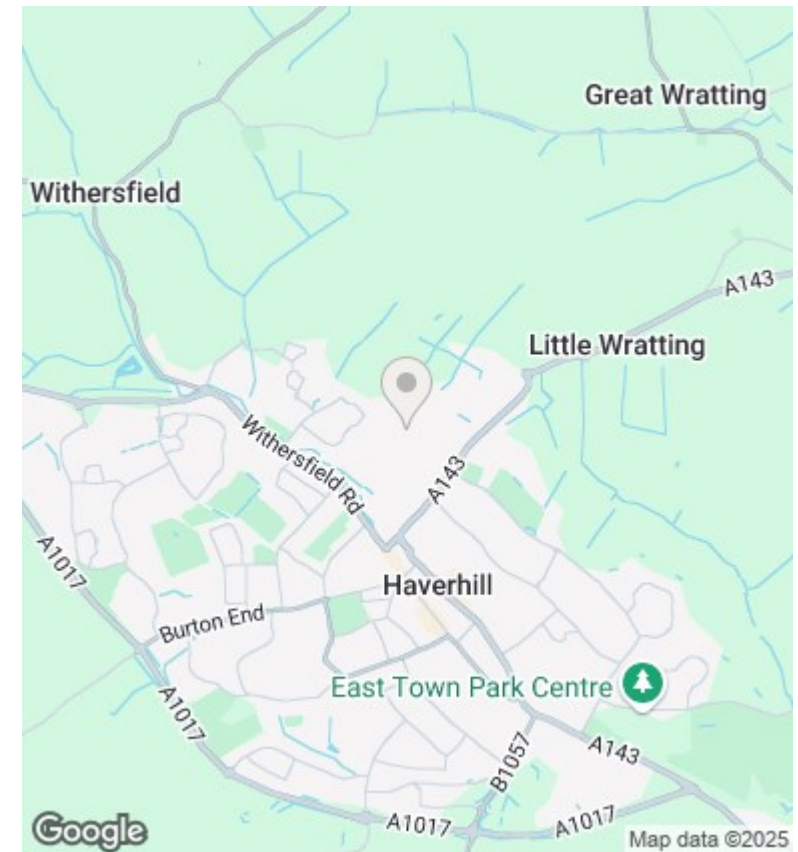 Great Wratting
Withersfield
A143
Little Wratting
Withersfield Rd
A143
A1017
Haverhill
Burton End
East Town Park Centre
A1017
B1057
A143
A1017
A1017
Google
Map data ©2025